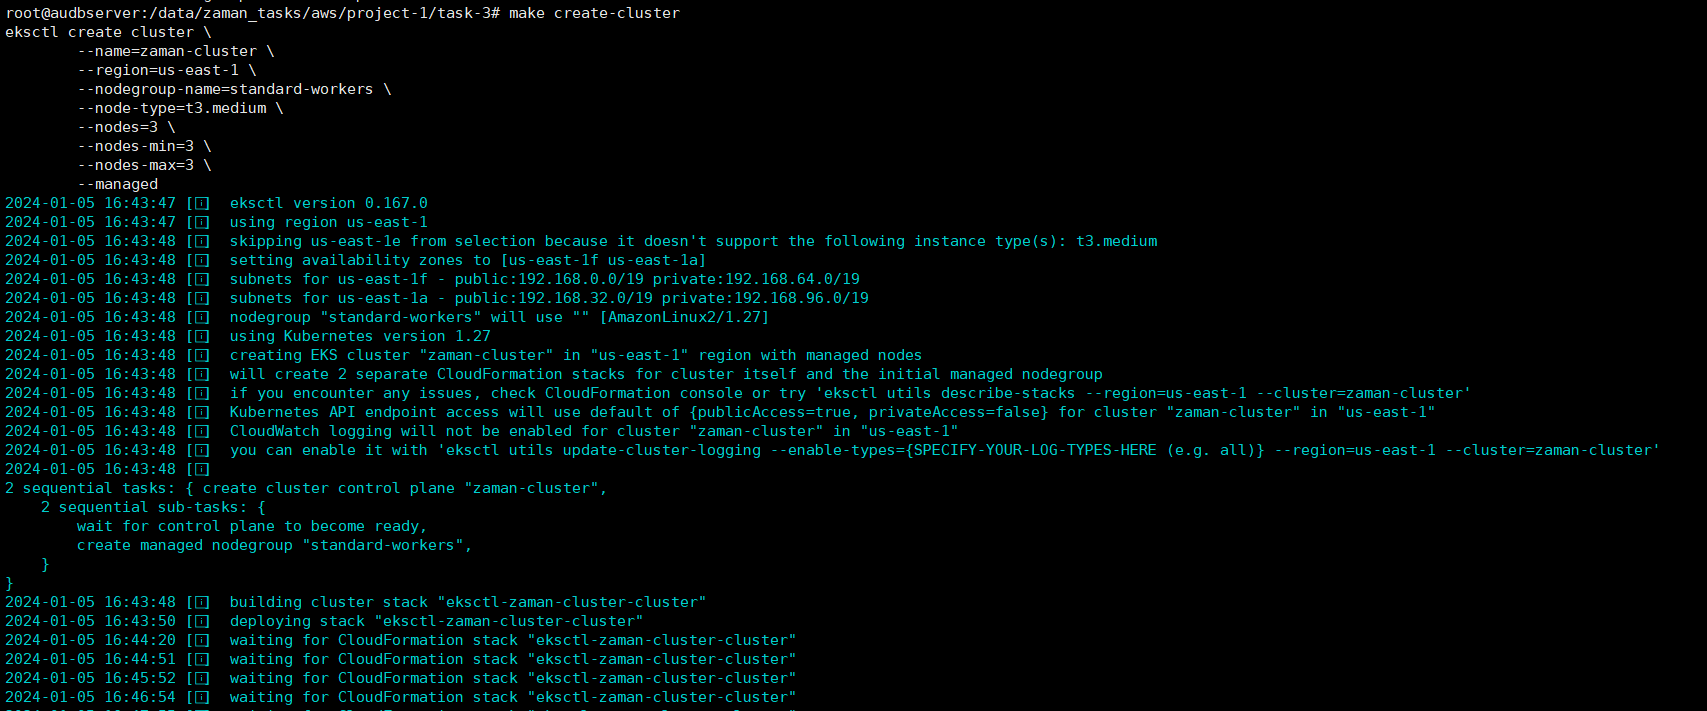 root@audbserver:/data/zaman_tasks/aws/project-1/task-3# make create-cluster
eksctl create cluster \
        --name=zaman-cluster \
        --region=us-east-1 \
        --nodegroup-name=standard-workers \
        --node-type=t3.medium \
        --nodes=3 \
        --nodes-min=3 \
        --nodes-max=3 \
        --managed
2024-01-05 16:43:47 [ℹ]  eksctl version 0.167.0
2024-01-05 16:43:47 [ℹ]  using region us-east-1
2024-01-05 16:43:48 [ℹ]  skipping us-east-1e from selection because it doesn't support the following instance type(s): t3.medium
2024-01-05 16:43:48 [ℹ]  setting availability zones to [us-east-1f us-east-1a]
2024-01-05 16:43:48 [ℹ]  subnets for us-east-1f - public:192.168.0.0/19 private:192.168.64.0/19
2024-01-05 16:43:48 [ℹ]  subnets for us-east-1a - public:192.168.32.0/19 private:192.168.96.0/19
2024-01-05 16:43:48 [ℹ]  nodegroup "standard-workers" will use "" [AmazonLinux2/1.27]
2024-01-05 16:43:48 [ℹ]  using Kubernetes version 1.27
2024-01-05 16:43:48 [ℹ]  creating EKS cluster "zaman-cluster" in "us-east-1" region with managed nodes
2024-01-05 16:43:48 [ℹ]  will create 2 separate CloudFormation stacks for cluster itself and the initial managed nodegroup
2024-01-05 16:43:48 [ℹ]  if you encounter any issues, check CloudFormation console or try 'eksctl utils describe-stacks --region=us-east-1 --cluster=zaman-cluster'
2024-01-05 16:43:48 [ℹ]  Kubernetes API endpoint access will use default of {publicAccess=true, privateAccess=false} for cluster "zaman-cluster" in "us-east-1"
2024-01-05 16:43:48 [ℹ]  CloudWatch logging will not be enabled for cluster "zaman-cluster" in "us-east-1"
2024-01-05 16:43:48 [ℹ]  you can enable it with 'eksctl utils update-cluster-logging --enable-types={SPECIFY-YOUR-LOG-TYPES-HERE (e.g. all)} --region=us-east-1 --cluster=zaman-cluster'
2024-01-05 16:43:48 [ℹ]
2 sequential tasks: { create cluster control plane "zaman-cluster",
    2 sequential sub-tasks: {
        wait for control plane to become ready,
        create managed nodegroup "standard-workers",
    }
}
2024-01-05 16:43:48 [ℹ]  building cluster stack "eksctl-zaman-cluster-cluster"
2024-01-05 16:43:50 [ℹ]  deploying stack "eksctl-zaman-cluster-cluster"
2024-01-05 16:44:20 [ℹ]  waiting for CloudFormation stack "eksctl-zaman-cluster-cluster"
2024-01-05 16:44:51 [ℹ]  waiting for CloudFormation stack "eksctl-zaman-cluster-cluster"
2024-01-05 16:45:52 [ℹ]  waiting for CloudFormation stack "eksctl-zaman-cluster-cluster"
2024-01-05 16:46:54 [ℹ]  waiting for CloudFormation stack "eksctl-zaman-cluster-cluster"